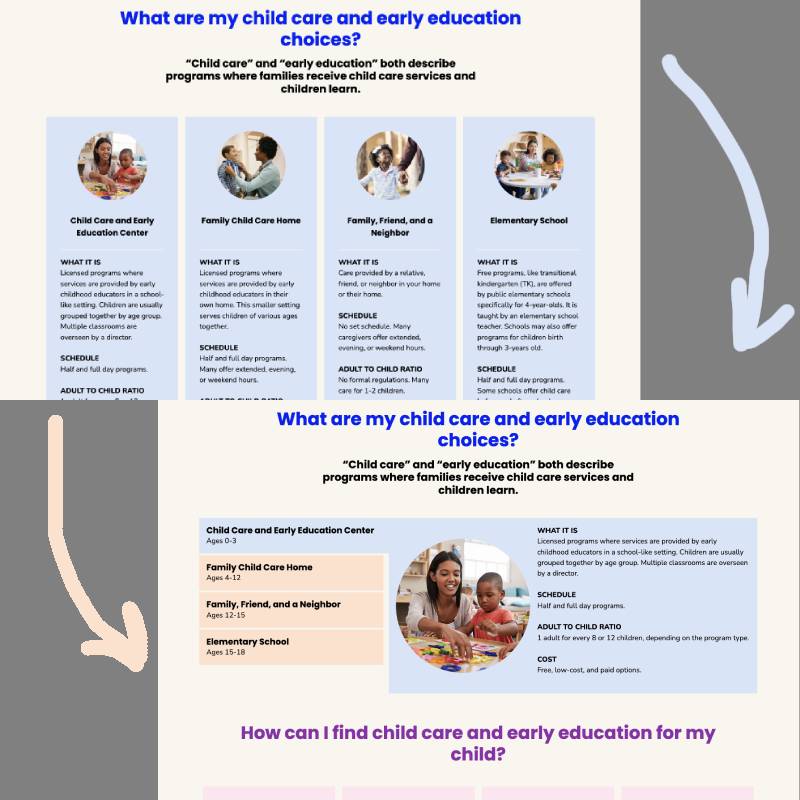 What are my child care and early education
choices?
“Child care” and “early education” both describe
programs where families receive child care services and
children learn.
Child Care and Early
Education Center
WHAT IT IS
Licensed programs where
services are provided by early
childhood educators in a school-
like setting. Children are usually
grouped together by age group.
Multiple classrooms are
overseen by a director.
SCHEDULE
Half and full day programs.
ADULT TO CHILD RATIO
Family Child Care Home
WHAT IT IS
Licensed programs where
services are provided by early
childhood educators in their
own home. This smaller setting
serves children of various ages
together.
SCHEDULE
Half and full day programs.
Many offer extended, evening,
or weekend hours.
Family, Friend, and a
Neighbor
WHAT IT IS
Care provided by a relative,
friend, or neighbor in your home
or their home.
SCHEDULE
No set schedule. Many
caregivers offer extended,
evening, or weekend hours.
ADULT TO CHILD RATIO
No formal regulations. Many
care for 1-2 children.
Elementary School
WHAT IT IS
Free programs, like transitional
kindergarten (TK), are offered
by public elementary schools
specifically for 4-year-olds. It is
taught by an elementary school
teacher. Schools may also offer
programs for children birth
through 3-years old.
SCHEDULE
Half and full day programs.
Some schools offer child care
What are my child care and early education
choices?
“Child care” and “early education” both describe
programs where families receive child care services and
children learn.
Child Care and Early Education Center
Ages 0-3
Family Child Care Home
Ages 4-12
Family, Friend, and a Neighbor
Ages 12-15
Elementary School
Ages 15-18
WHAT IT IS
Licensed programs where services are provided by early
childhood educators in a school-like setting. Children are usually
grouped together by age group. Multiple classrooms are overseen
by a director.
SCHEDULE
Half and full day programs.
ADULT TO CHILD RATIO
1 adult for every 8 or 12 children, depending on the program type.
COST
Free, low-cost, and paid options.
How can I find child care and early education for my
child?